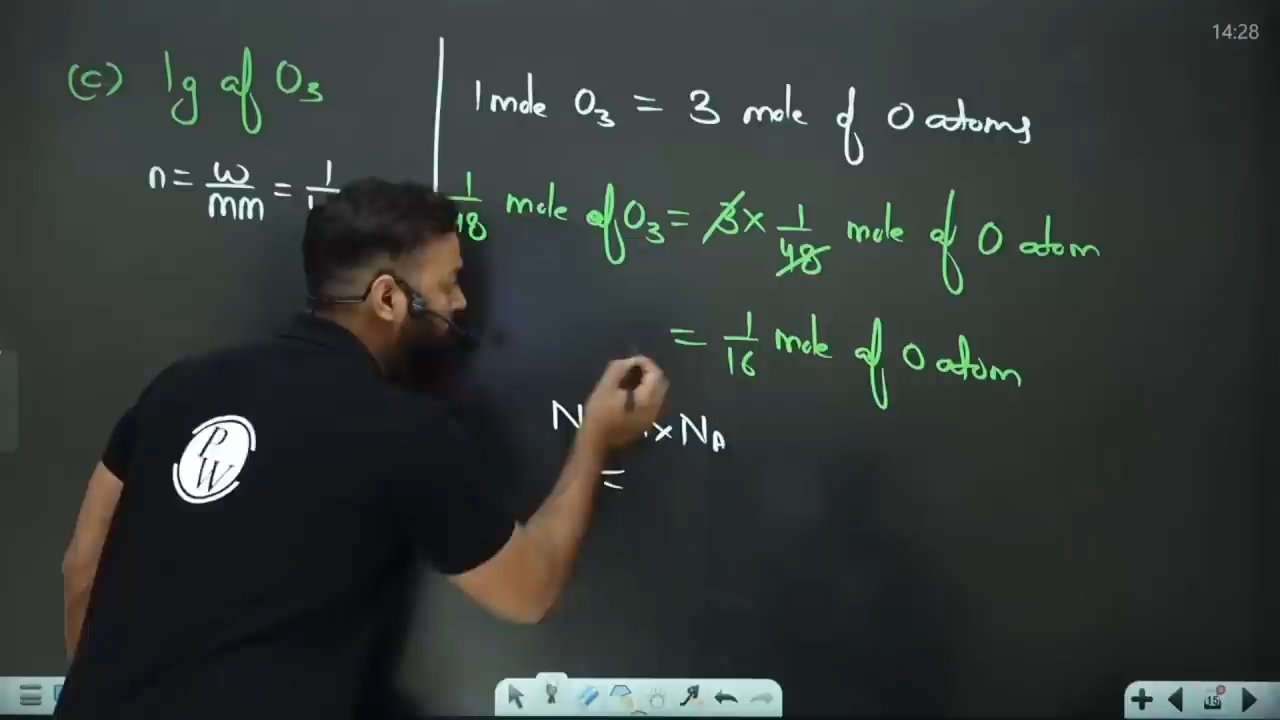 14:28
(c) 1g of O₃
n = w/mm = 1/
1 mole O₃ = 3 mole of O atoms
1/48 mole of O₃ = 3 × 1/48 mole of O atom
= 1/16 mole of O atom
N × Nₐ
=
P
W
15